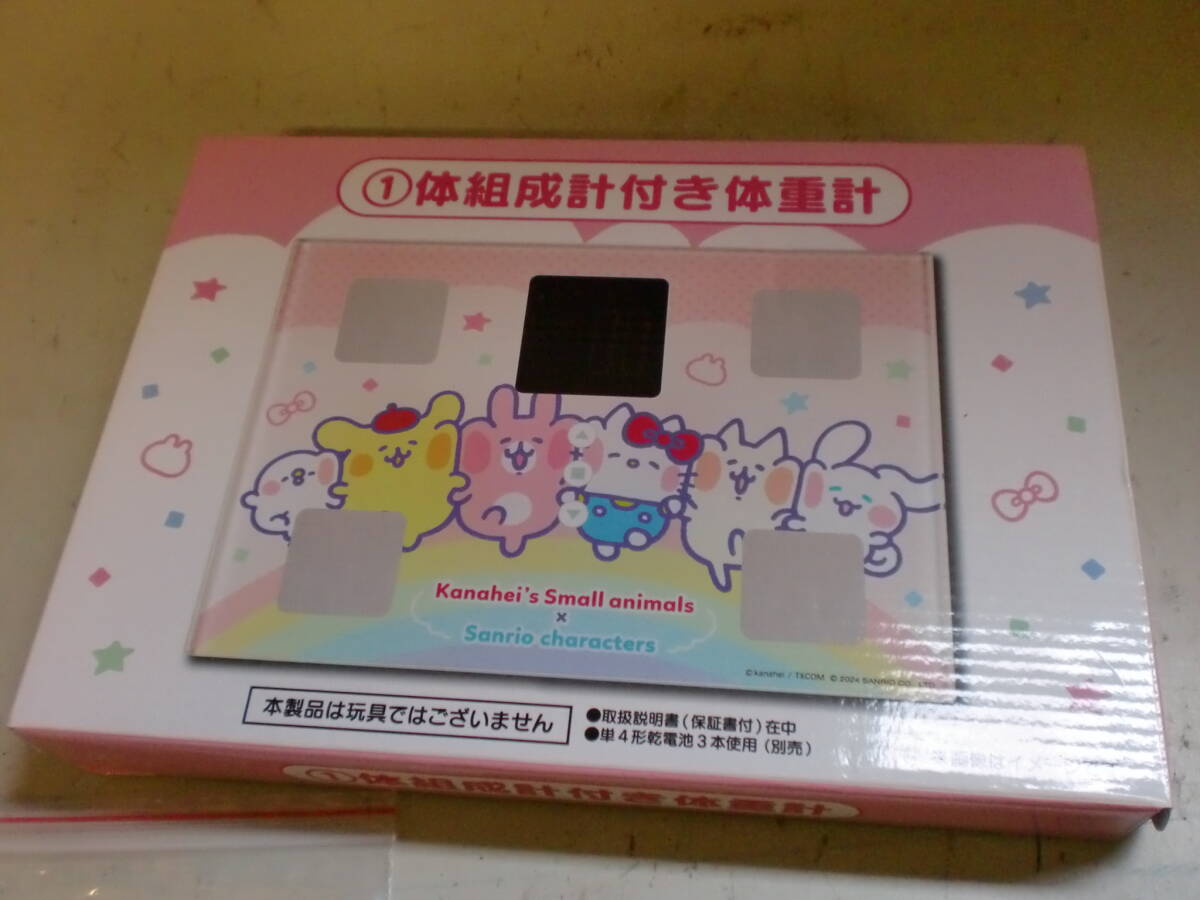 ①体組成計付き体重計
Kanahei's Small animals
×
Sanrio characters
©kanahei / TXCOM © 2024 SANRIO CO., LTD.
本製品は玩具ではございません
●取扱説明書(保証書付)在中
●単4形乾電池3本使用(別売)
①体組成計付き体重計